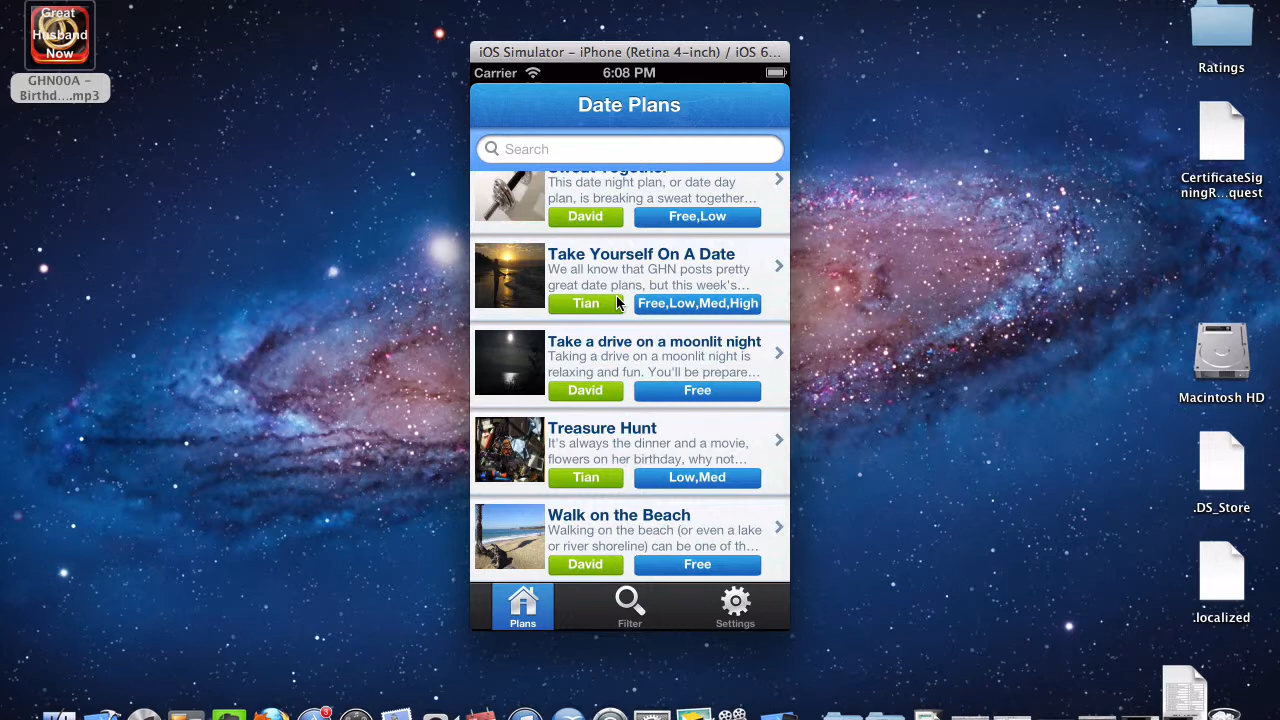 Great
Husband
Now
GHN00A –
Birthd....mp3
iOS Simulator – iPhone (Retina 4-inch) / iOS 6...
Carrier 6:08 PM
Date Plans
Search
Sweat Together
This date night plan, or date day
plan, is breaking a sweat together…
David Free,Low
Take Yourself On A Date
We all know that GHN posts pretty
great date plans, but this week's…
Tian Free,Low,Med,High
Take a drive on a moonlit night
Taking a drive on a moonlit night is
relaxing and fun. You'll be prepare…
David Free
Treasure Hunt
It's always the dinner and a movie,
flowers on her birthday, why not…
Tian Low,Med
Walk on the Beach
Walking on the beach (or even a lake
or river shoreline) can be one of th…
David Free
Plans Filter Settings
Ratings
CertificateSig
ningR...quest
Macintosh HD
.DS_Store
.localized
3